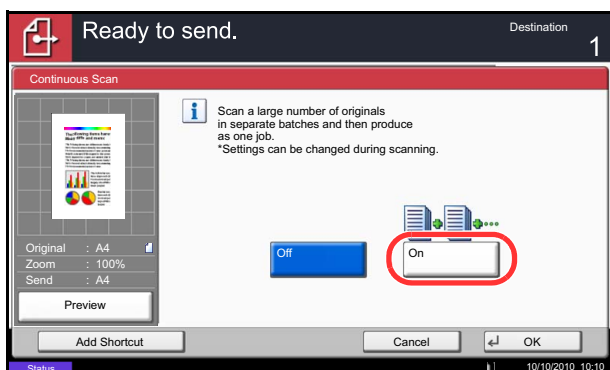 Ready to send.
Destination
1
Continuous Scan
Scan a large number of originals
in separate batches and then produce
as one job.
*Settings can be changed during scanning.
Original : A4
Zoom : 100%
Send : A4
Off
On
Preview
Add Shortcut
Cancel
OK
Status
10/10/2010 10:10